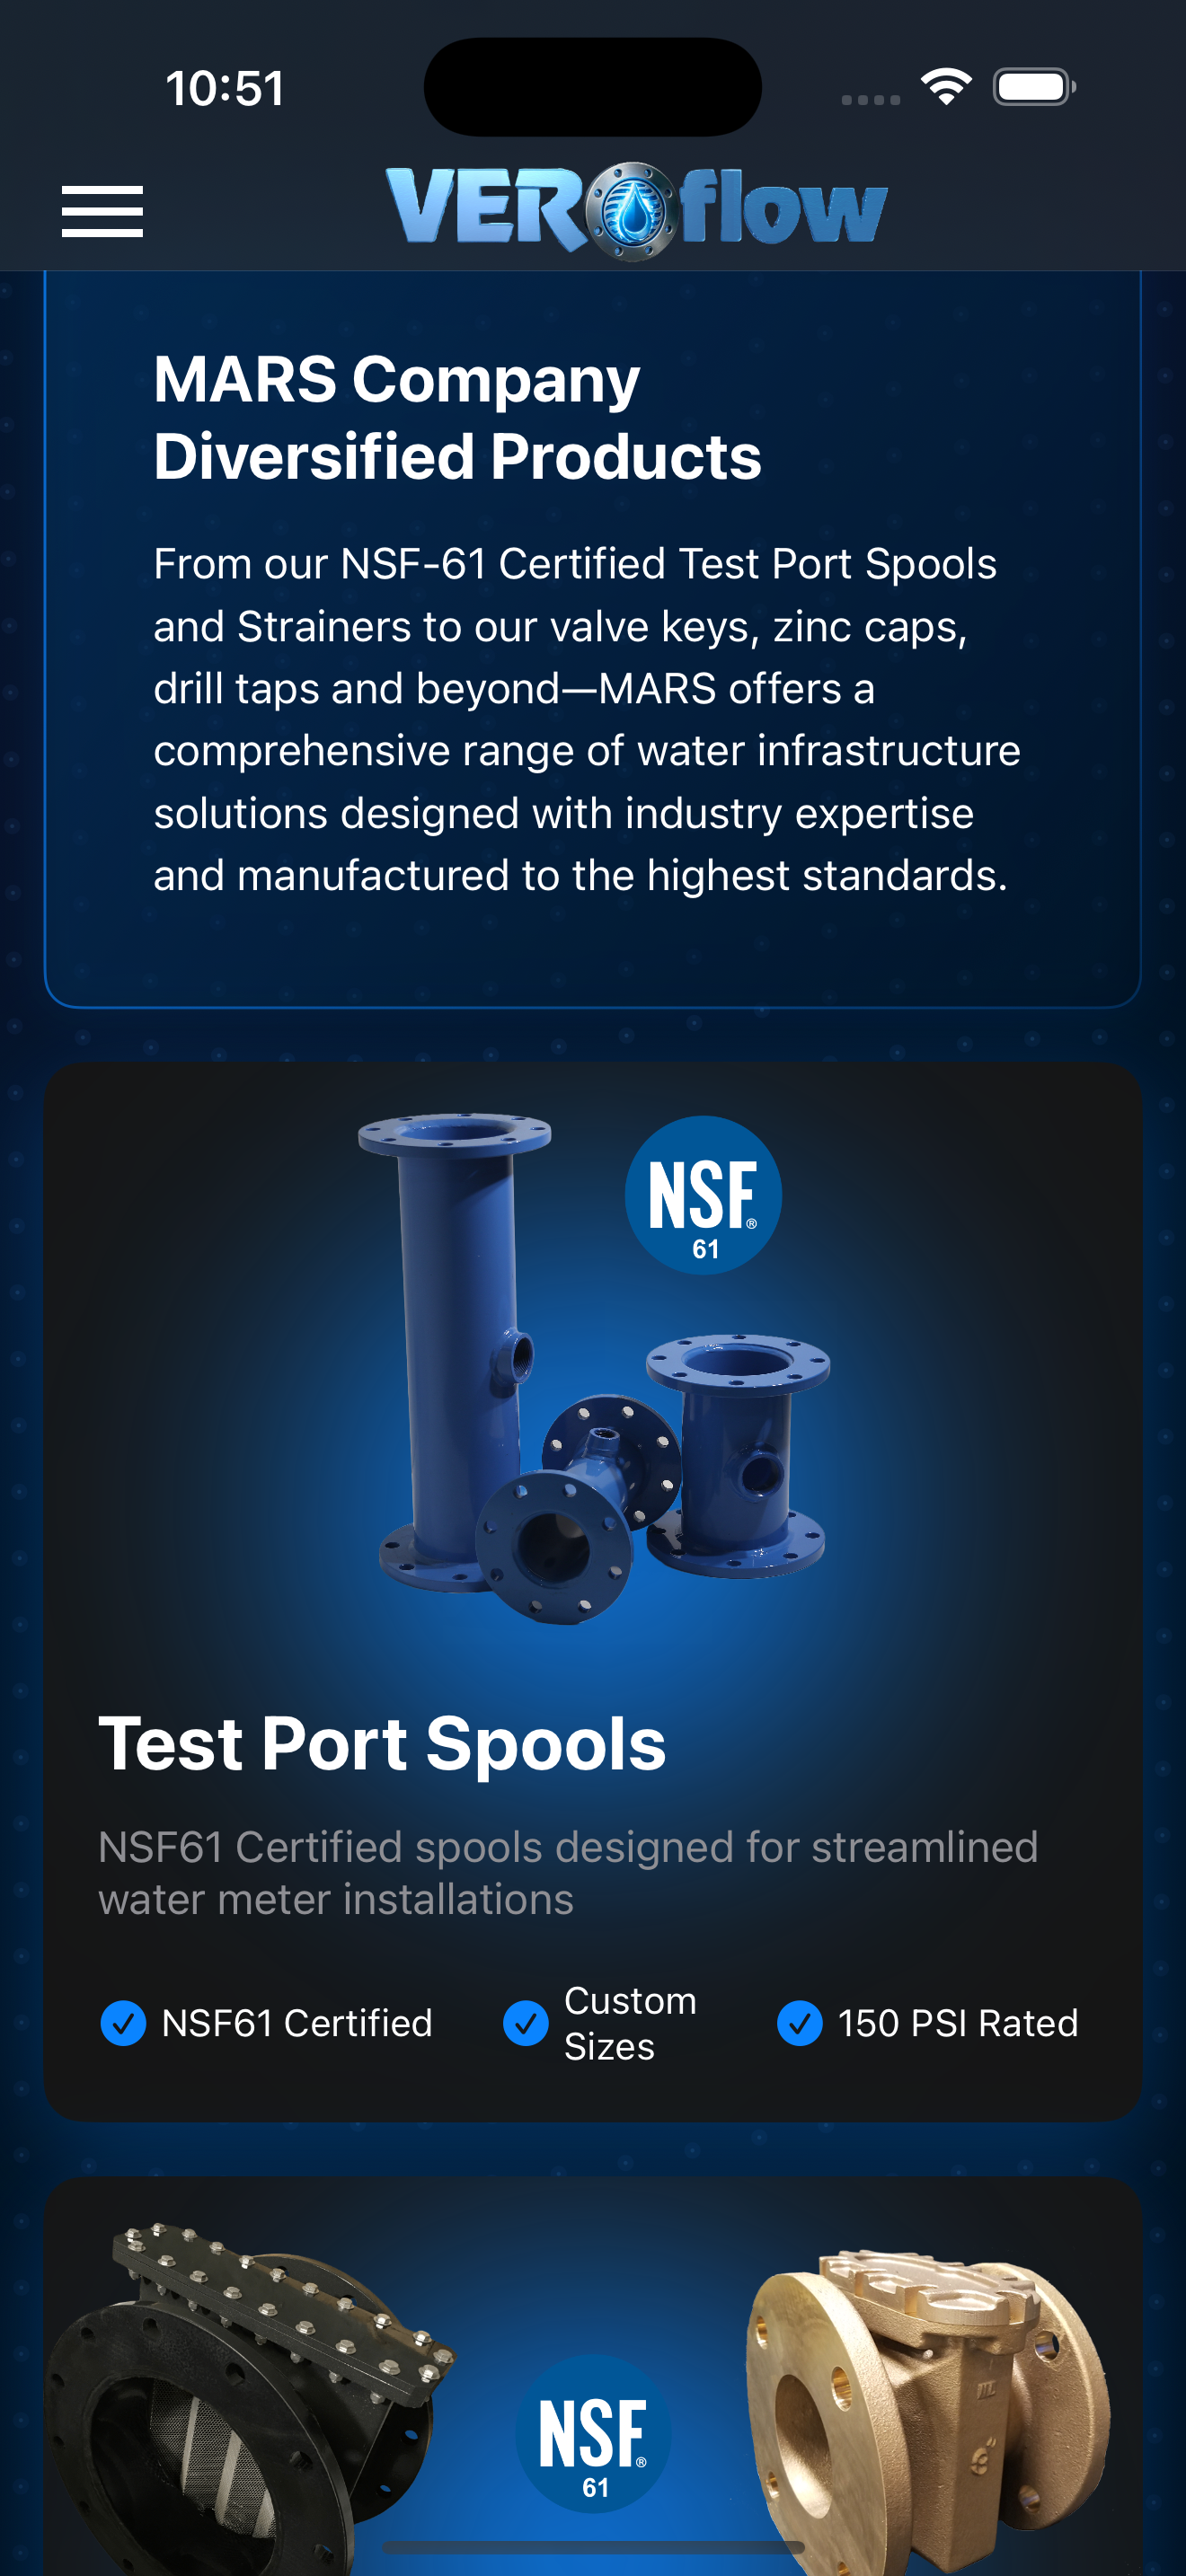 10:51
VEROflow
MARS Company
Diversified Products
From our NSF-61 Certified Test Port Spools
and Strainers to our valve keys, zinc caps,
drill taps and beyond—MARS offers a
comprehensive range of water infrastructure
solutions designed with industry expertise
and manufactured to the highest standards.
NSF®
61
Test Port Spools
NSF61 Certified spools designed for streamlined
water meter installations
NSF61 Certified
Custom
Sizes
150 PSI Rated
NSF®
61
6"